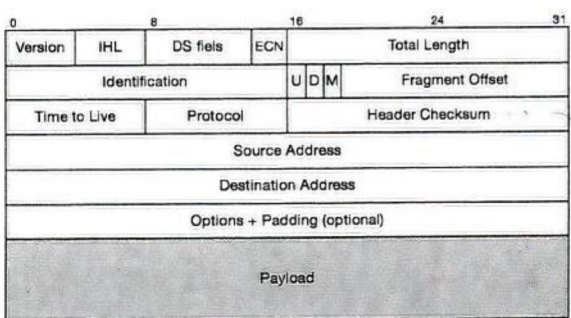 0 8 16 24 31
Version IHL DS fiels ECN Total Length
Identification U D M Fragment Offset
Time to Live Protocol Header Checksum
Source Address
Destination Address
Options + Padding (optional)
Payload